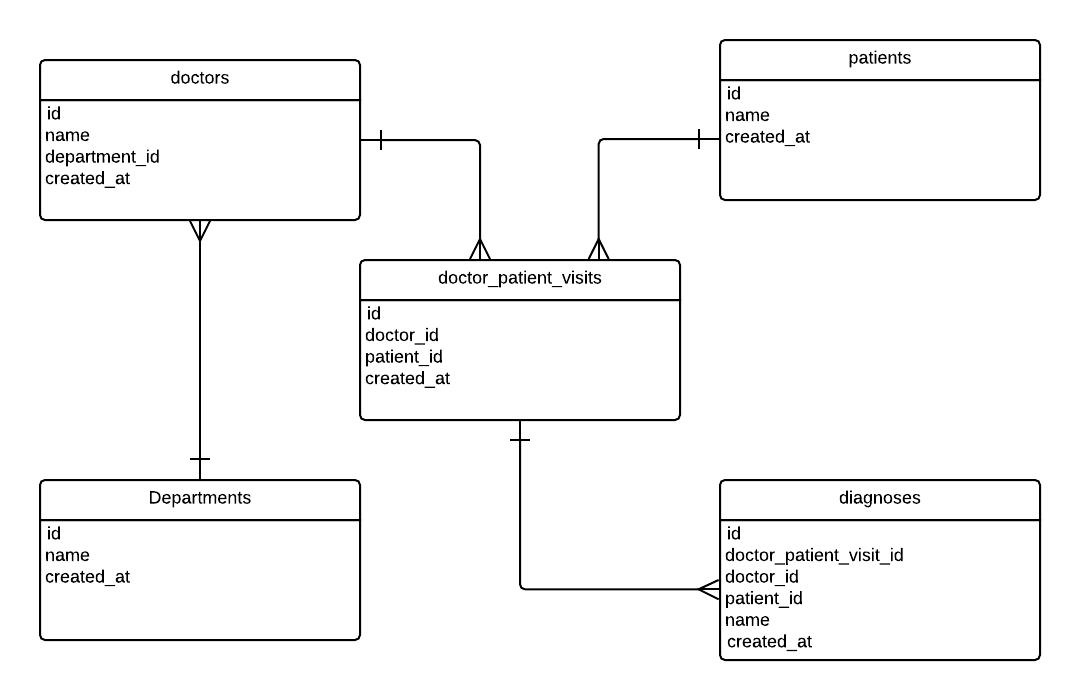 doctors
id
name
department_id
created_at
patients
id
name
created_at
doctor_patient_visits
id
doctor_id
patient_id
created_at
Departments
id
name
created_at
diagnoses
id
doctor_patient_visit_id
doctor_id
patient_id
name
created_at